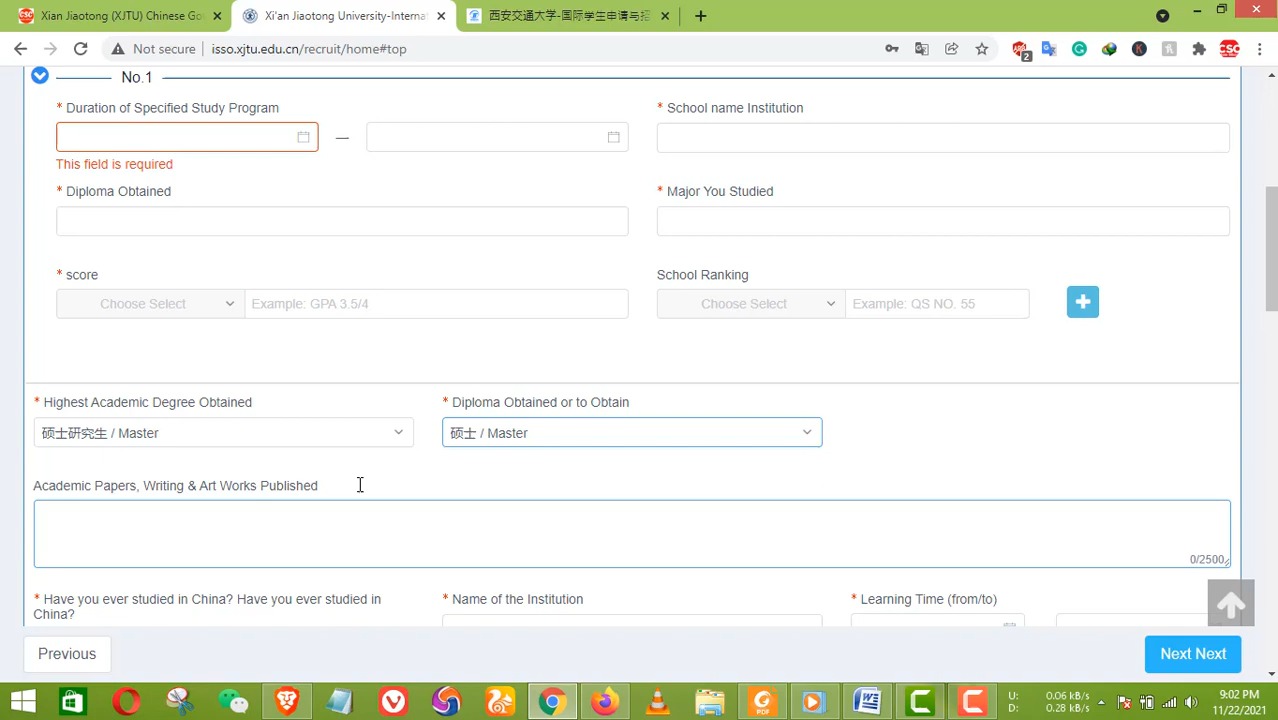 Xian Jiaotong (XJTU) Chinese Go
Xi'an Jiaotong University-Interna
西安交通大学-国际学生申请与招
Not secure
isso.xjtu.edu.cn/recruit/home#top
2
CSC
No.1
* Duration of Specified Study Program
* School name Institution
—
This field is required
* Diploma Obtained
* Major You Studied
* score
School Ranking
Choose Select
Example: GPA 3.5/4
Choose Select
Example: QS NO. 55
* Highest Academic Degree Obtained
* Diploma Obtained or to Obtain
硕士研究生 / Master
硕士 / Master
Academic Papers, Writing & Art Works Published
0/2500
* Have you ever studied in China? Have you ever studied in China?
* Name of the Institution
* Learning Time (from/to)
Previous
Next Next
U: 0.06 kB/s
D: 0.28 kB/s
9:02 PM
11/22/2021